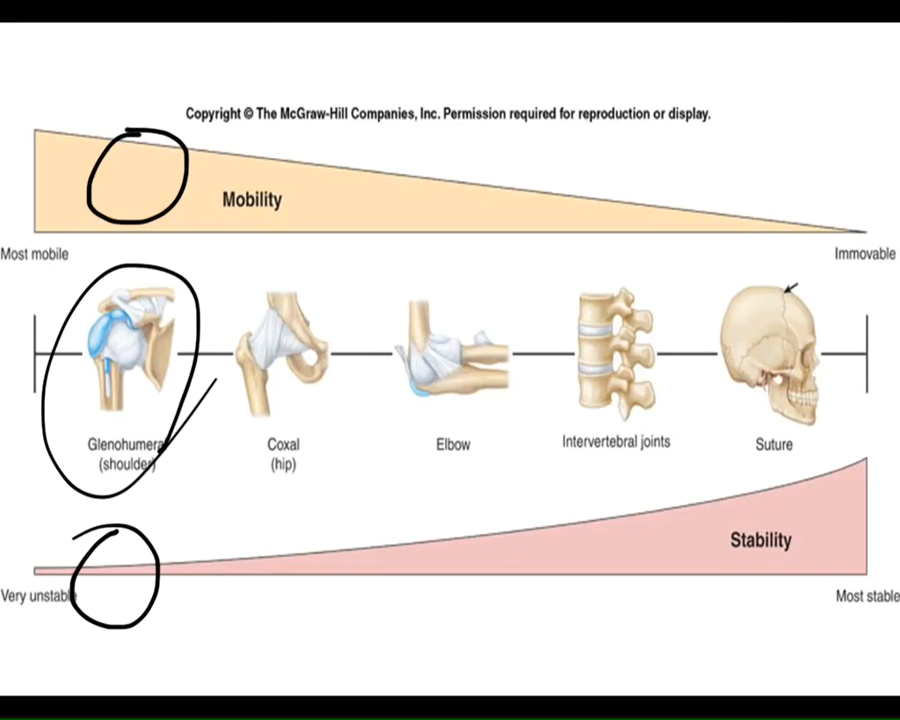 Copyright © The McGraw-Hill Companies, Inc. Permission required for reproduction or display.
Mobility
Most mobile
Immovable
Glenohumeral
(shoulder)
Coxal
(hip)
Elbow
Intervertebral joints
Suture
Stability
Very unstable
Most stable